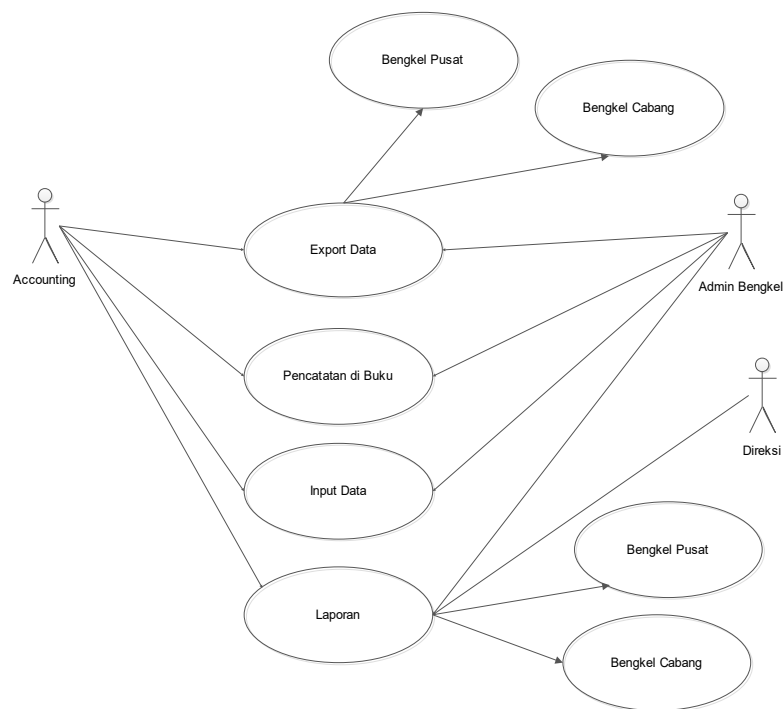 Bengkel Pusat
Bengkel Cabang
Export Data
Accounting
Admin Bengkel
Pencatatan di Buku
Direksi
Input Data
Bengkel Pusat
Laporan
Bengkel Cabang